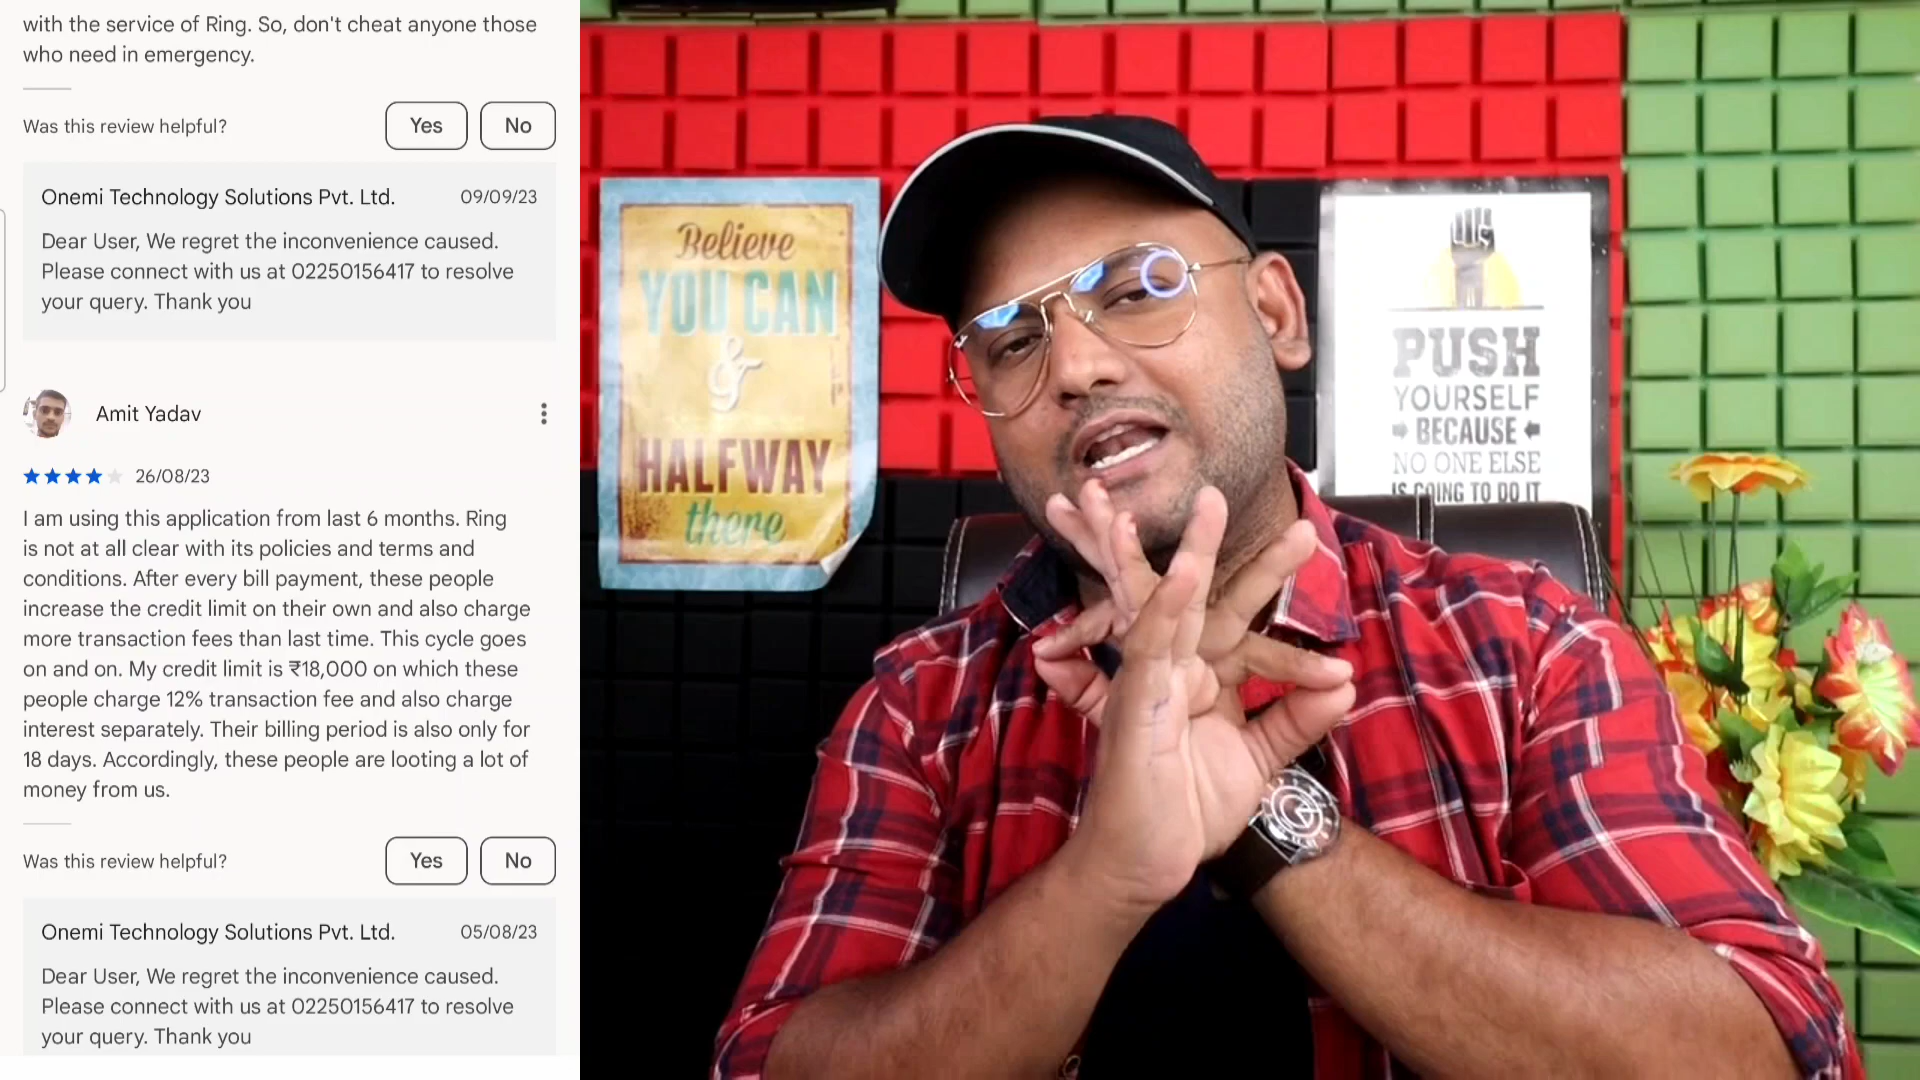 with the service of Ring. So, don't cheat anyone those
who need in emergency.
Was this review helpful?
Yes
No
Onemi Technology Solutions Pvt. Ltd.
09/09/23
Dear User, We regret the inconvenience caused.
Please connect with us at 02250156417 to resolve
your query. Thank you
Amit Yadav
26/08/23
I am using this application from last 6 months. Ring
is not at all clear with its policies and terms and
conditions. After every bill payment, these people
increase the credit limit on their own and also charge
more transaction fees than last time. This cycle goes
on and on. My credit limit is ₹18,000 on which these
people charge 12% transaction fee and also charge
interest separately. Their billing period is also only for
18 days. Accordingly, these people are looting a lot of
money from us.
Was this review helpful?
Yes
No
Onemi Technology Solutions Pvt. Ltd.
05/08/23
Dear User, We regret the inconvenience caused.
Please connect with us at 02250156417 to resolve
your query. Thank you
Believe
YOU CAN
&
HALFWAY
there
PUSH
YOURSELF
BECAUSE
NO ONE ELSE
IS GOING TO DO IT